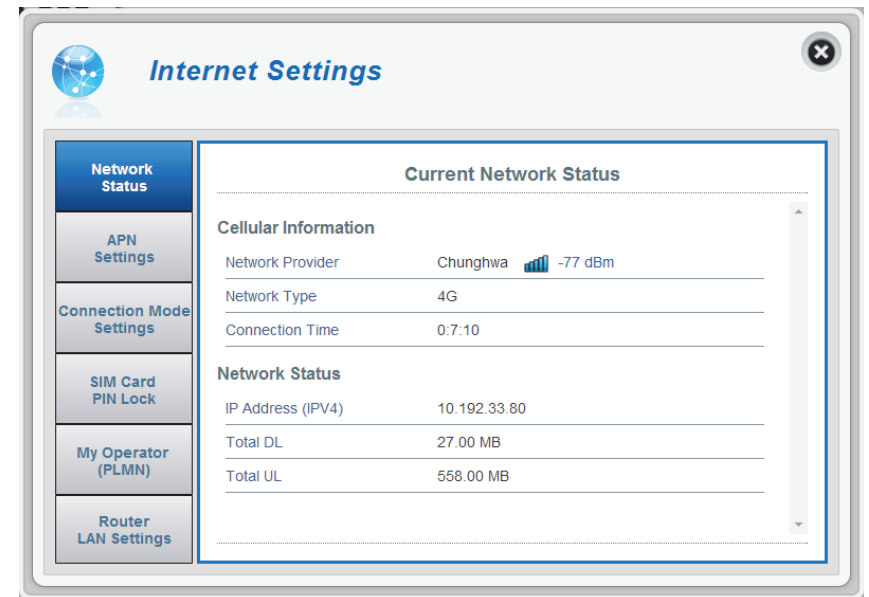 Internet Settings
Network
Status
APN
Settings
Connection Mode
Settings
SIM Card
PIN Lock
My Operator
(PLMN)
Router
LAN Settings
Current Network Status
Cellular Information
Network Provider Chunghwa -77 dBm
Network Type 4G
Connection Time 0:7:10
Network Status
IP Address (IPV4) 10.192.33.80
Total DL 27.00 MB
Total UL 558.00 MB